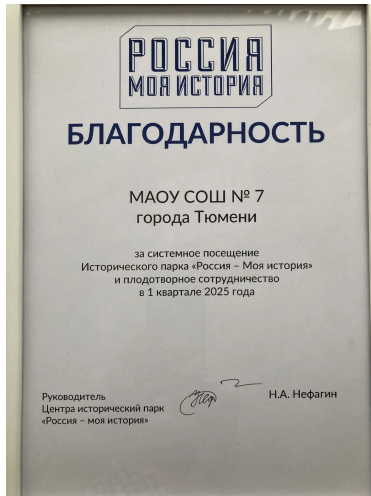 РОССИЯ
МОЯ ИСТОРИЯ
БЛАГОДАРНОСТЬ
МАОУ СОШ № 7
города Тюмени
за системное посещение
Исторического парка «Россия – Моя история»
и плодотворное сотрудничество
в 1 квартале 2025 года
Руководитель
Центра исторический парк
«Россия – моя история»
Н.А. Нефагин